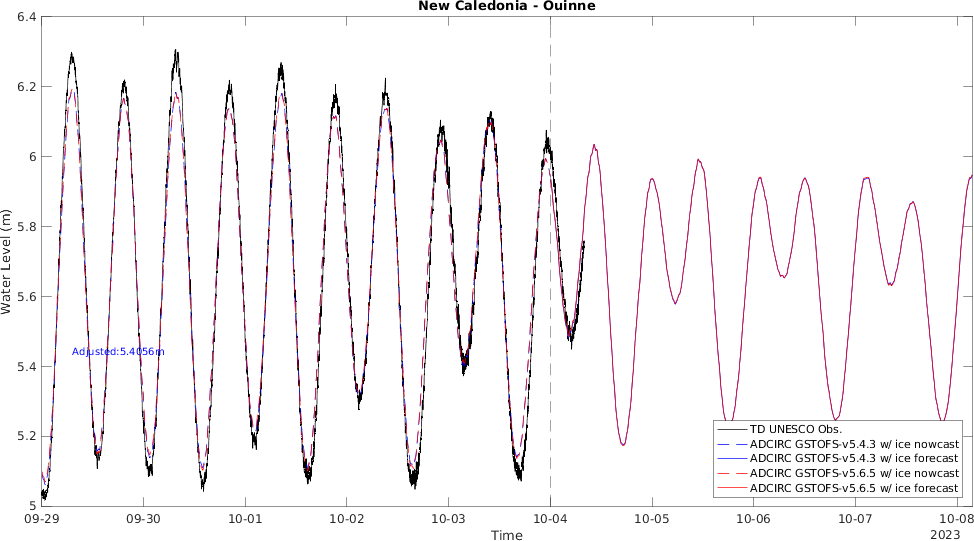 New Caledonia - Ouinne
6.4
6.2
6
5.8
5.6
5.4
5.2
5
Water Level (m)
Adjusted:5.4056m
TD UNESCO Obs.
ADCIRC GSTOFS-v5.4.3 w/ ice nowcast
ADCIRC GSTOFS-v5.4.3 w/ ice forecast
ADCIRC GSTOFS-v5.6.5 w/ ice nowcast
ADCIRC GSTOFS-v5.6.5 w/ ice forecast
09-29 09-30 10-01 10-02 10-03 10-04 10-05 10-06 10-07 10-08
2023
Time